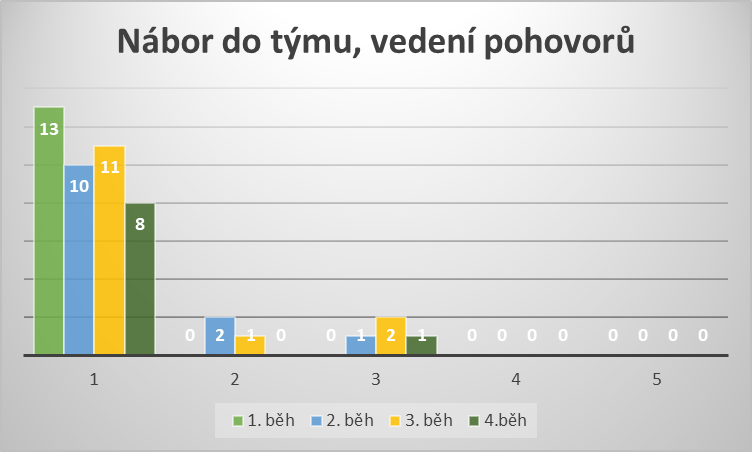 Nábor do týmu, vedení pohovorů
13
10
11
8
0 2 1 0
0 1 2 1
0 0 0 0
0 0 0 0
1 2 3 4 5
1. běh 2. běh 3. běh 4.běh